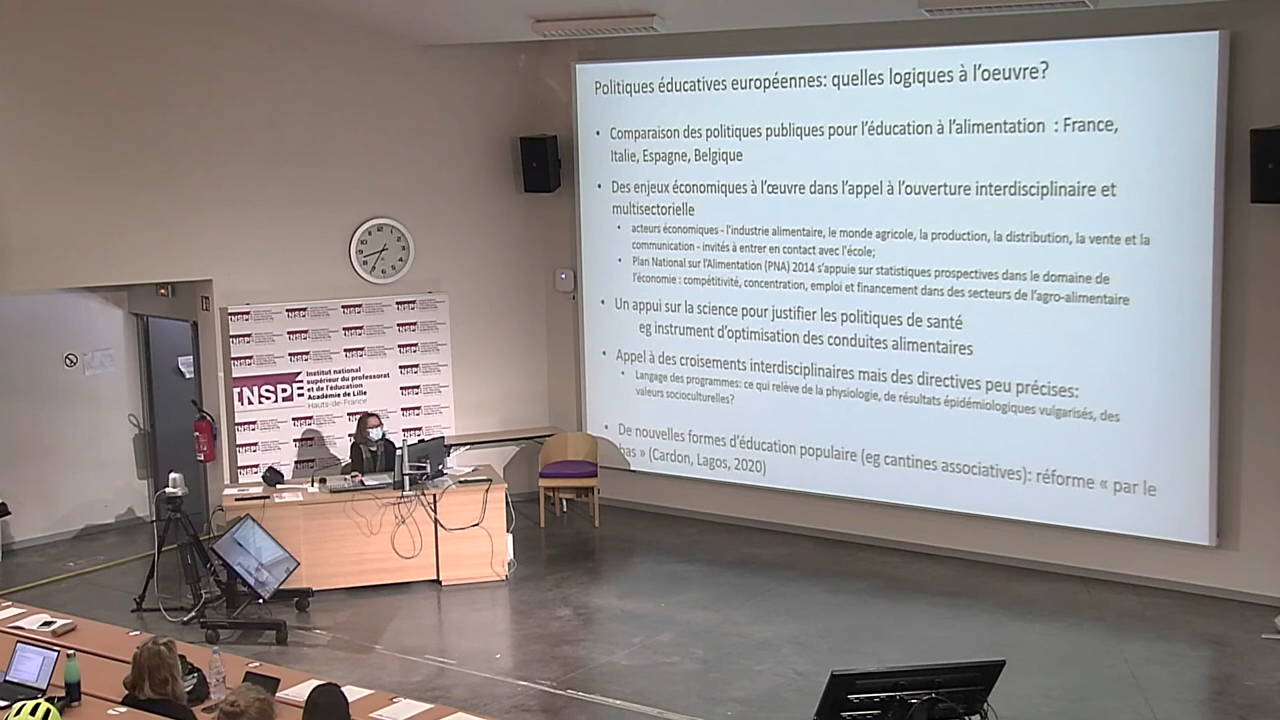 Politiques éducatives européennes: quelles logiques à l'oeuvre?
• Comparaison des politiques publiques pour l'éducation à l'alimentation : France,
Italie, Espagne, Belgique
• Des enjeux économiques à l'œuvre dans l'appel à l'ouverture interdisciplinaire et
multisectorielle
• acteurs économiques - l'industrie alimentaire, le monde agricole, la production, la distribution, la vente et la
communication - invités à entrer en contact avec l'école;
• Plan National sur l'Alimentation (PNA) 2014 s'appuie sur statistiques prospectives dans le domaine de
l'économie : compétitivité, concentration, emploi et financement dans des secteurs de l'agro-alimentaire
• Un appui sur la science pour justifier les politiques de santé
eg instrument d'optimisation des conduites alimentaires
• Appel à des croisements interdisciplinaires mais des directives peu précises:
• Langage des programmes: ce qui relève de la physiologie, de résultats épidémiologiques vulgarisés, des
valeurs socioculturelles?
• De nouvelles formes d'éducation populaire (eg cantines associatives): réforme « par le
bas » (Cardon, Lagos, 2020)
INSPÉ
Institut national
supérieur du professorat
et de l'éducation
Académie de Lille
Hauts-de-France